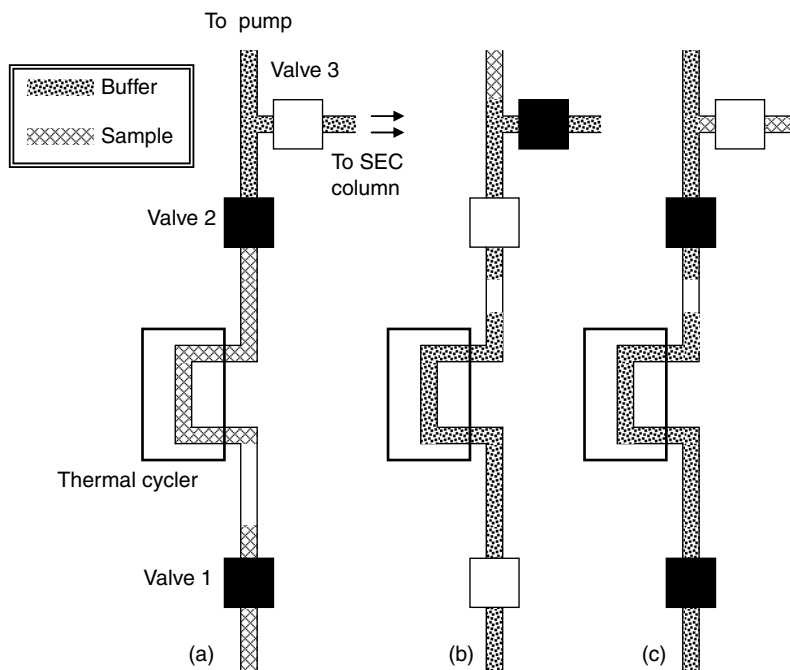 To pump
Valve 3
Buffer
Sample
To SEC
column
Valve 2
Thermal cycler
Valve 1
(a)
(b)
(c)